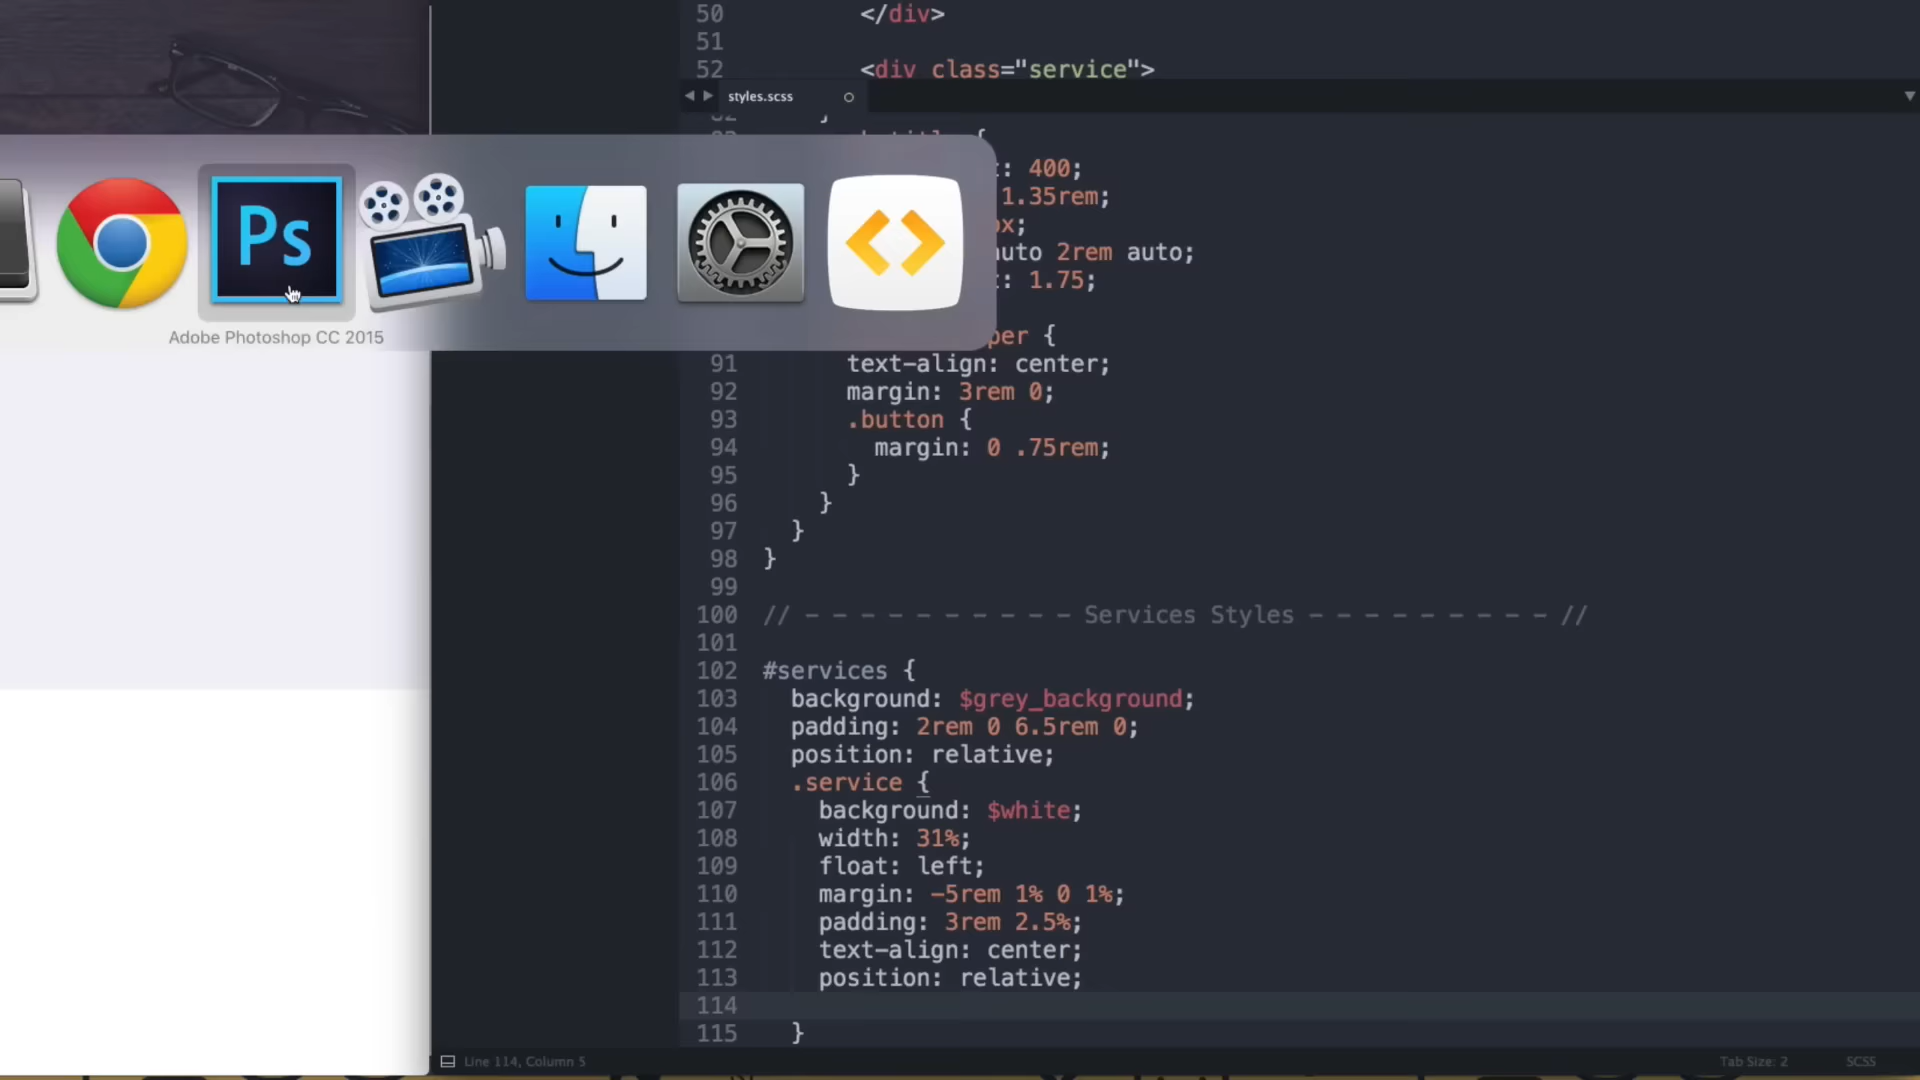 50 </div>
51
52 <div class="service">
styles.scss
}
{
: 400;
1.35rem;
auto 2rem auto;
: 1.75;
per {
91 text-align: center;
92 margin: 3rem 0;
93 .button {
94 margin: 0 .75rem;
95 }
96 }
97 }
98 }
99
100 // - - - - - - - - - - Services Styles - - - - - - - - - //
101
102 #services {
103 background: $grey_background;
104 padding: 2rem 0 6.5rem 0;
105 position: relative;
106 .service {
107 background: $white;
108 width: 31%;
109 float: left;
110 margin: -5rem 1% 0 1%;
111 padding: 3rem 2.5%;
112 text-align: center;
113 position: relative;
114
115 }
Ps
Adobe Photoshop CC 2015
Line 114, Column 5
Tab Size: 2
SCSS